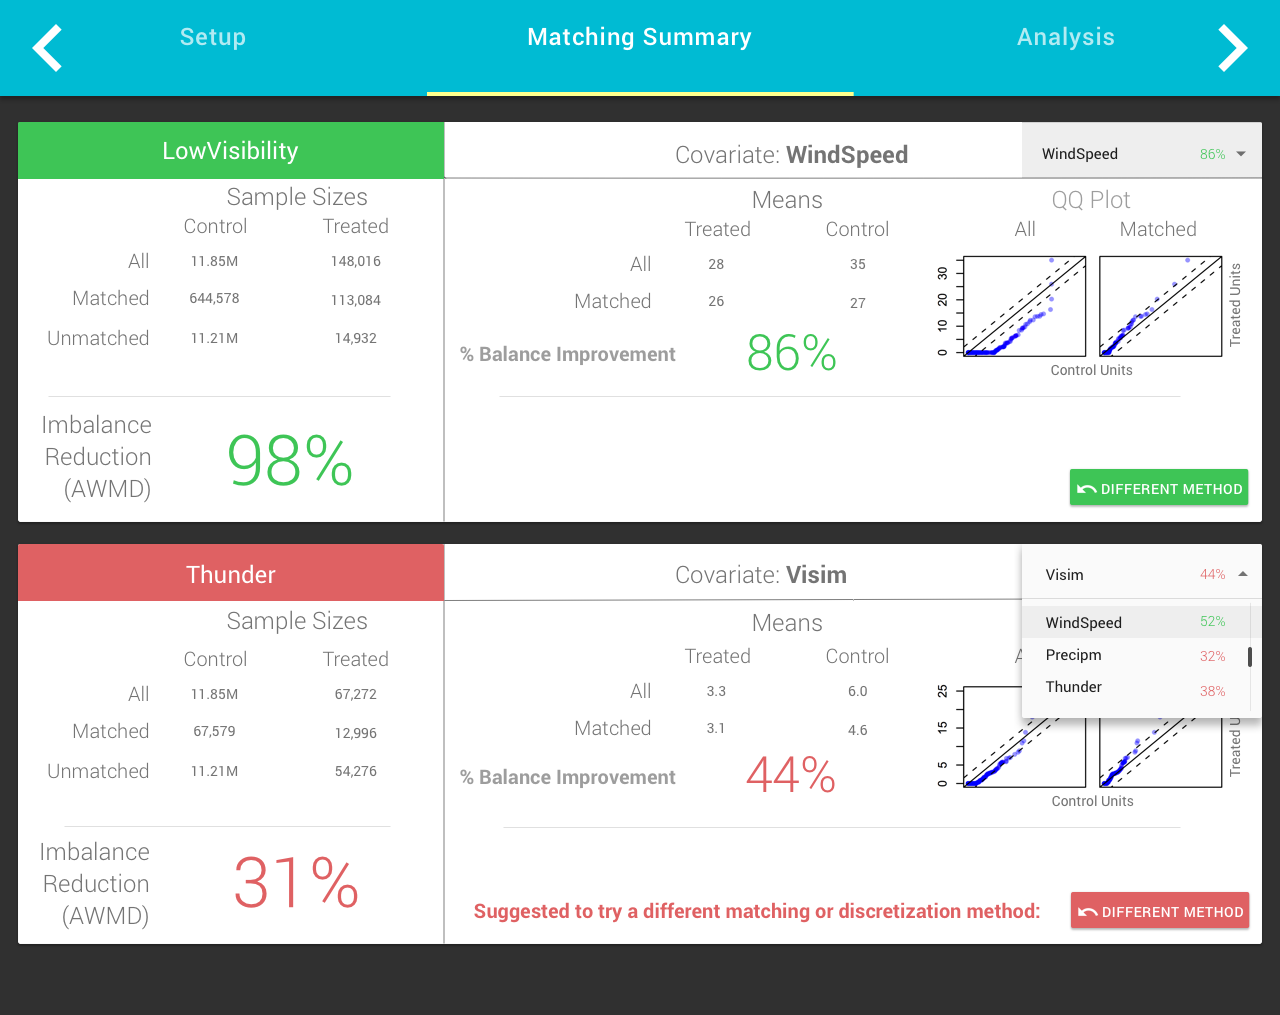 Setup
Matching Summary
Analysis
LowVisibility
Sample Sizes
Control Treated
All 11.85M 148,016
Matched 644,578 113,084
Unmatched 11.21M 14,932
Imbalance
Reduction
(AWMD)
98%
Covariate: WindSpeed
WindSpeed 86%
Means
Treated Control
All 28 35
Matched 26 27
% Balance Improvement 86%
QQ Plot
All Matched
0 10 20 30
Control Units
Treated Units
DIFFERENT METHOD
Thunder
Sample Sizes
Control Treated
All 11.85M 67,272
Matched 67,579 12,996
Unmatched 11.21M 54,276
Imbalance
Reduction
(AWMD)
31%
Covariate: Visim
Visim 44%
WindSpeed 52%
Precipm 32%
Thunder 38%
Means
Treated Control
All 3.3 6.0
Matched 3.1 4.6
% Balance Improvement 44%
0 5 15 25
Control Units
Treated U
Suggested to try a different matching or discretization method:
DIFFERENT METHOD